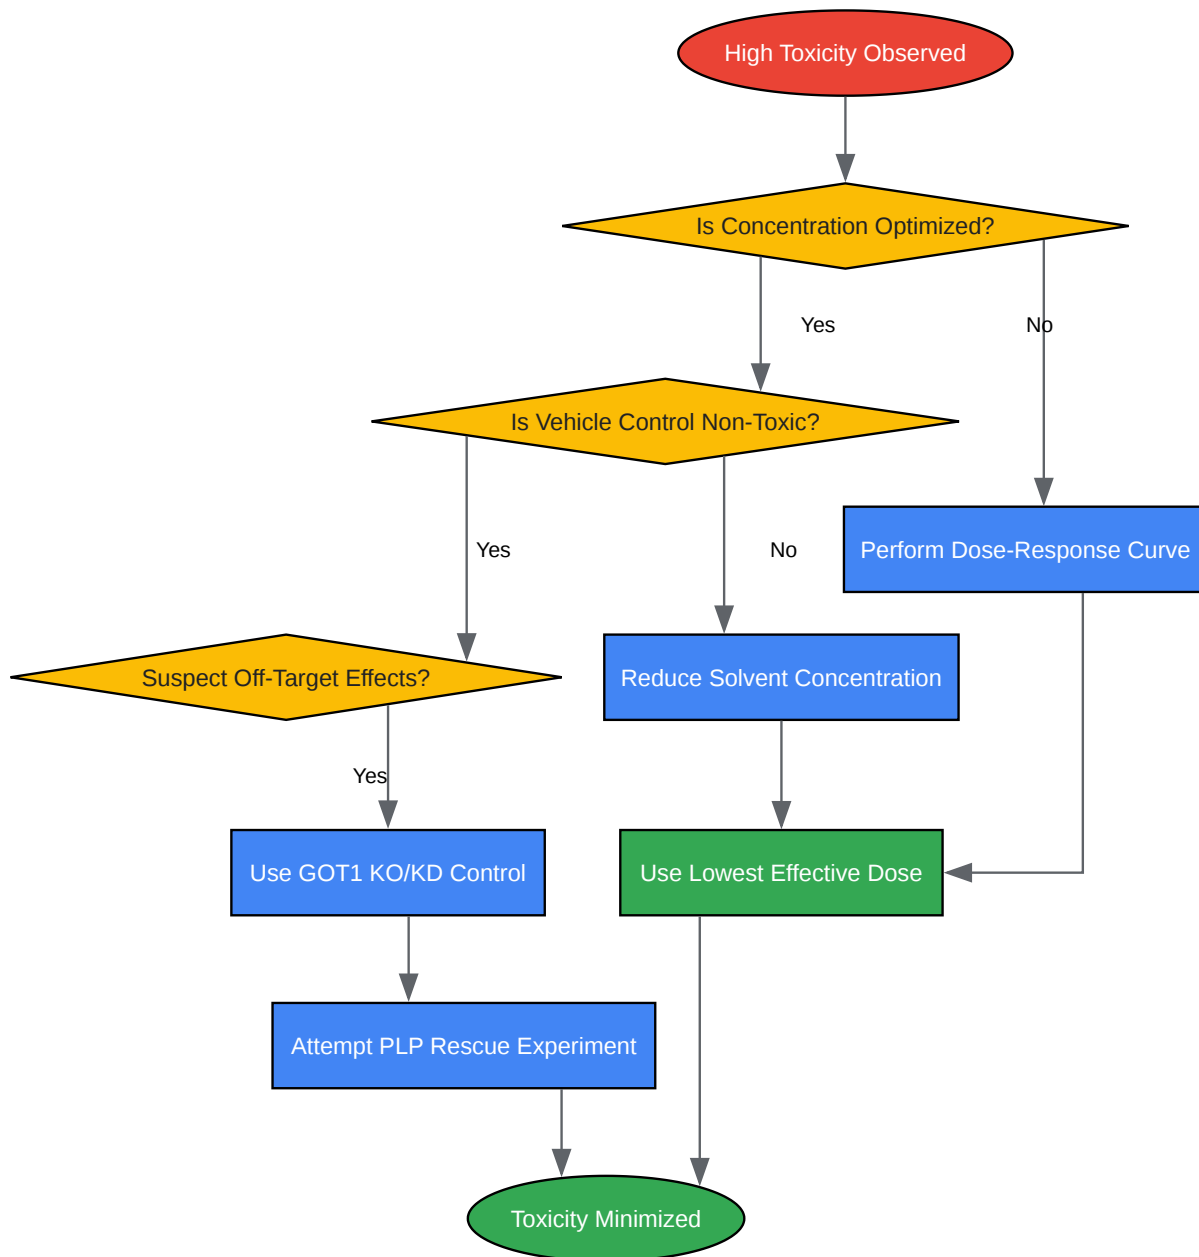 High Toxicity Observed
Is Concentration Optimized?
Yes
No
Is Vehicle Control Non-Toxic?
Yes
No
Perform Dose-Response Curve
Suspect Off-Target Effects?
Reduce Solvent Concentration
Yes
Use GOT1 KO/KD Control
Use Lowest Effective Dose
Attempt PLP Rescue Experiment
Toxicity Minimized